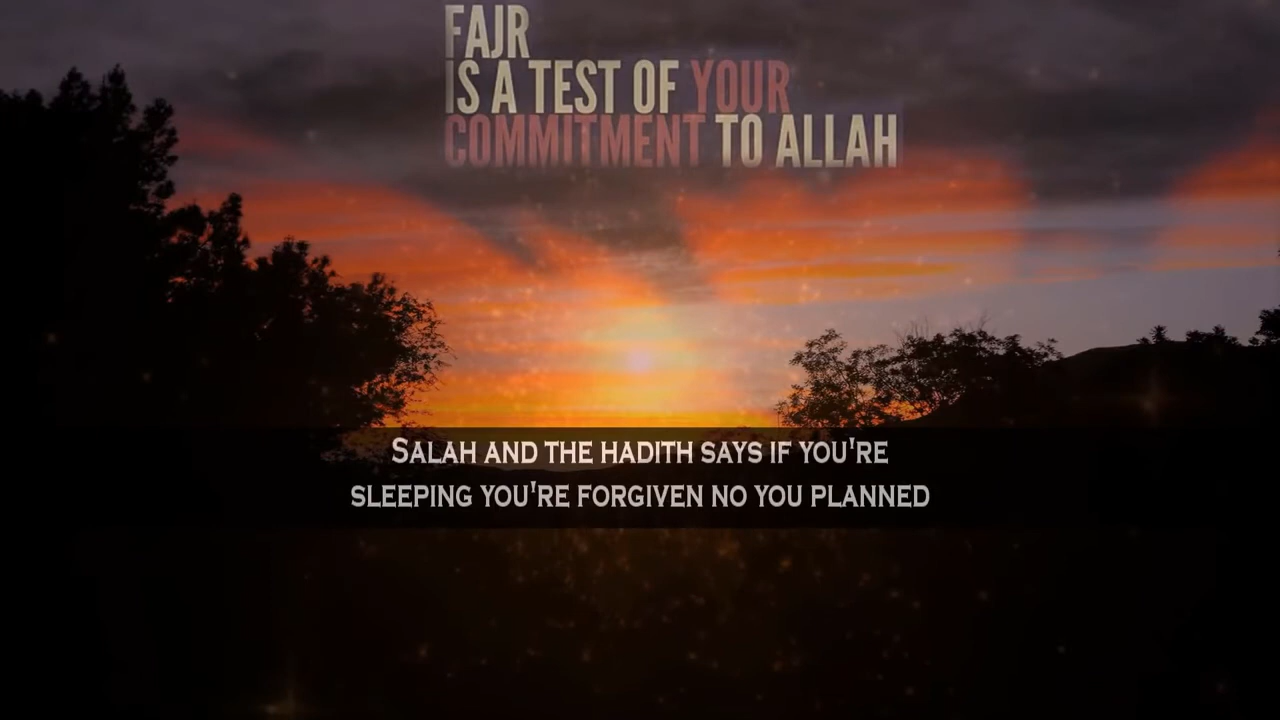 FAJR
IS A TEST OF YOUR
COMMITMENT TO ALLAH
SALAH AND THE HADITH SAYS IF YOU'RE
SLEEPING YOU'RE FORGIVEN NO YOU PLANNED